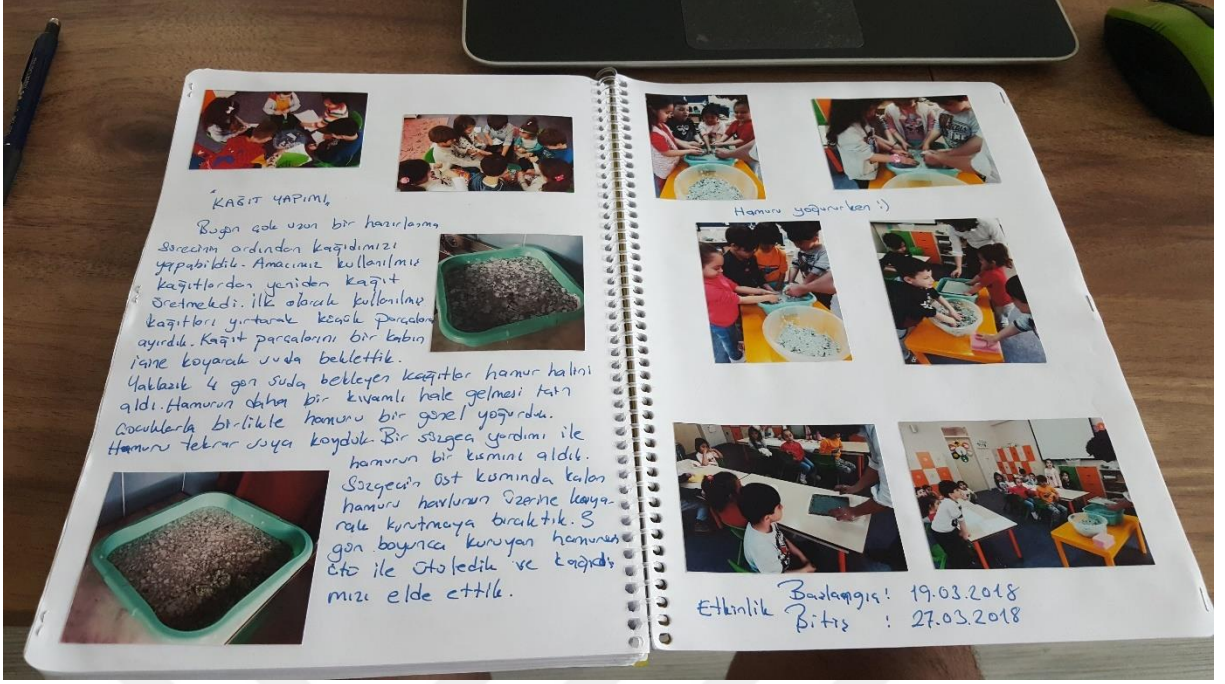 "KAĞIT YAPIMI"
Bugün çok uzun bir hazırlanma
sürecinin ardından kağıdımızı
yapabildik. Amacımız kullanılmış
kağıtlardan yeniden kağıt
üretmekdi. İlk olarak kullanılmış
kağıtları yırtarak küçük parçalara
ayırdık. Kağıt parçalarını bir kabın
içine koyarak suda beklettik.
Yaklaşık 4 gün suda bekleyen kağıtlar hamur halini
aldı. Hamurun daha bir kıvamlı hale gelmesi için
çocuklarla birlikte hamuru bir güzel yoğurduk.
Hamuru tekrar suya koyduk. Bir süzgeç yardımı ile
hamurun bir kısmını aldık.
Süzgecin üst kısmında kalan
hamuru havlunun üzerine koya-
rak kurutmaya bıraktık.
gün boyunca kuruyan hamurun
ütü ile ütüledik ve kağıdı-
mızı elde ettik.
Hamuru yoğururken :)
Başlangıç : 19.03.2018
Etkinlik
Bitiş : 27.03.2018